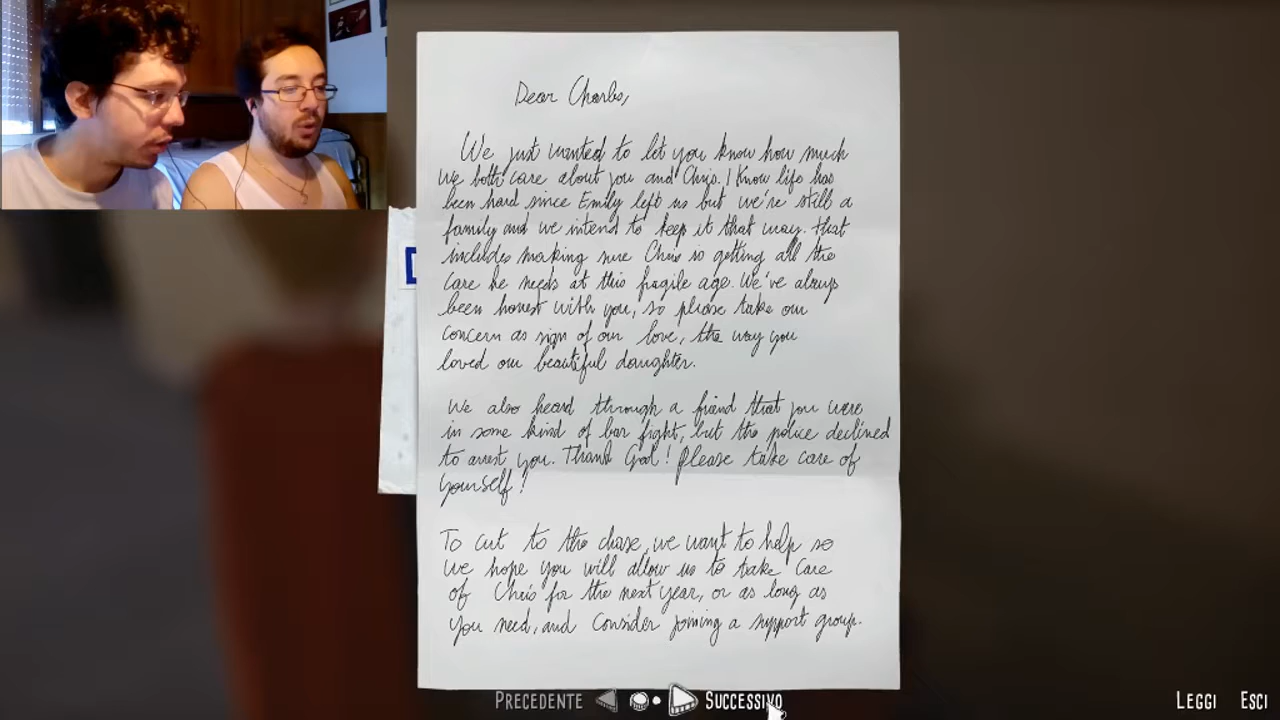 Dear Charles,
We just wanted to let you know how much
we both care about you and Chris. I know life has
been hard since Emily left us but we're still a
family and we intend to keep it that way. That
includes making sure Chris is getting all the
care he needs at this fragile age. We've always
been honest with you, so please take our
concern as sign of our love, the way you
loved our beautiful daughter.
We also heard through a friend that you were
in some kind of bar fight, but the police declined
to arrest you. Thank God! please take care of
yourself!
To cut to the chase, we want to help so
we hope you will allow us to take care
of Chris for the next year, or as long as
you need, and consider joining a support group.
PRECEDENTE SUCCESSIVO LEGGI ESCI